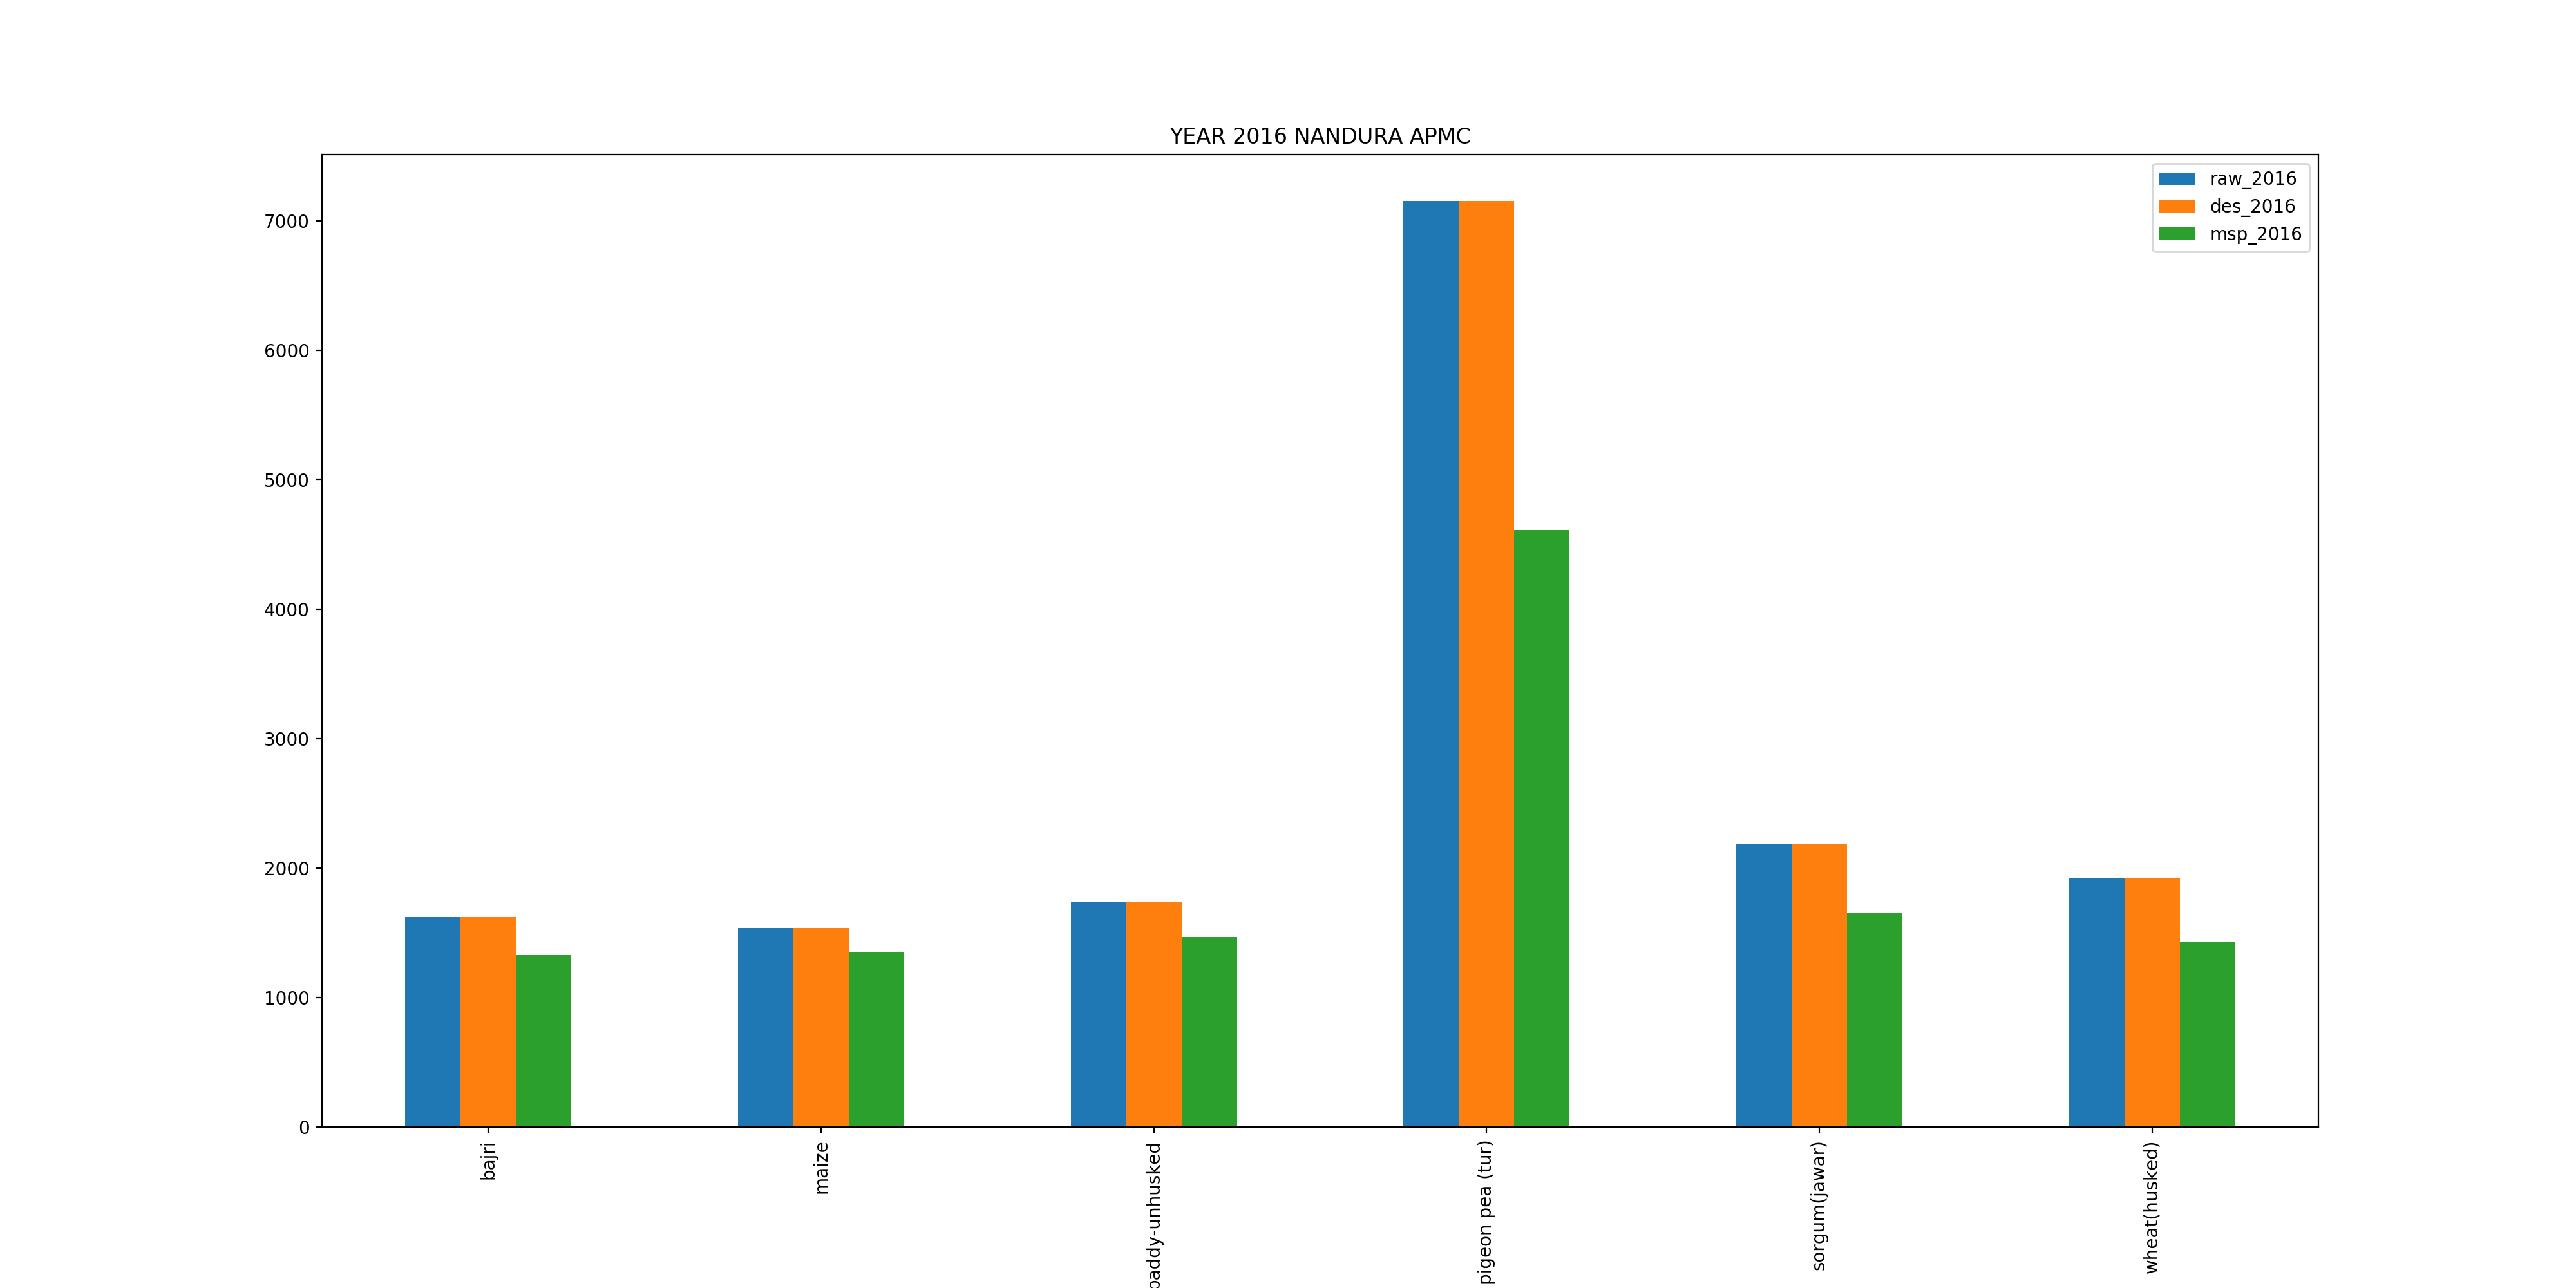 YEAR 2016 NANDURA APMC
raw_2016
des_2016
msp_2016
7000
6000
5000
4000
3000
2000
1000
0
bajri
maize
paddy-unhusked
pigeon pea (tur)
sorgum(jawar)
wheat(husked)